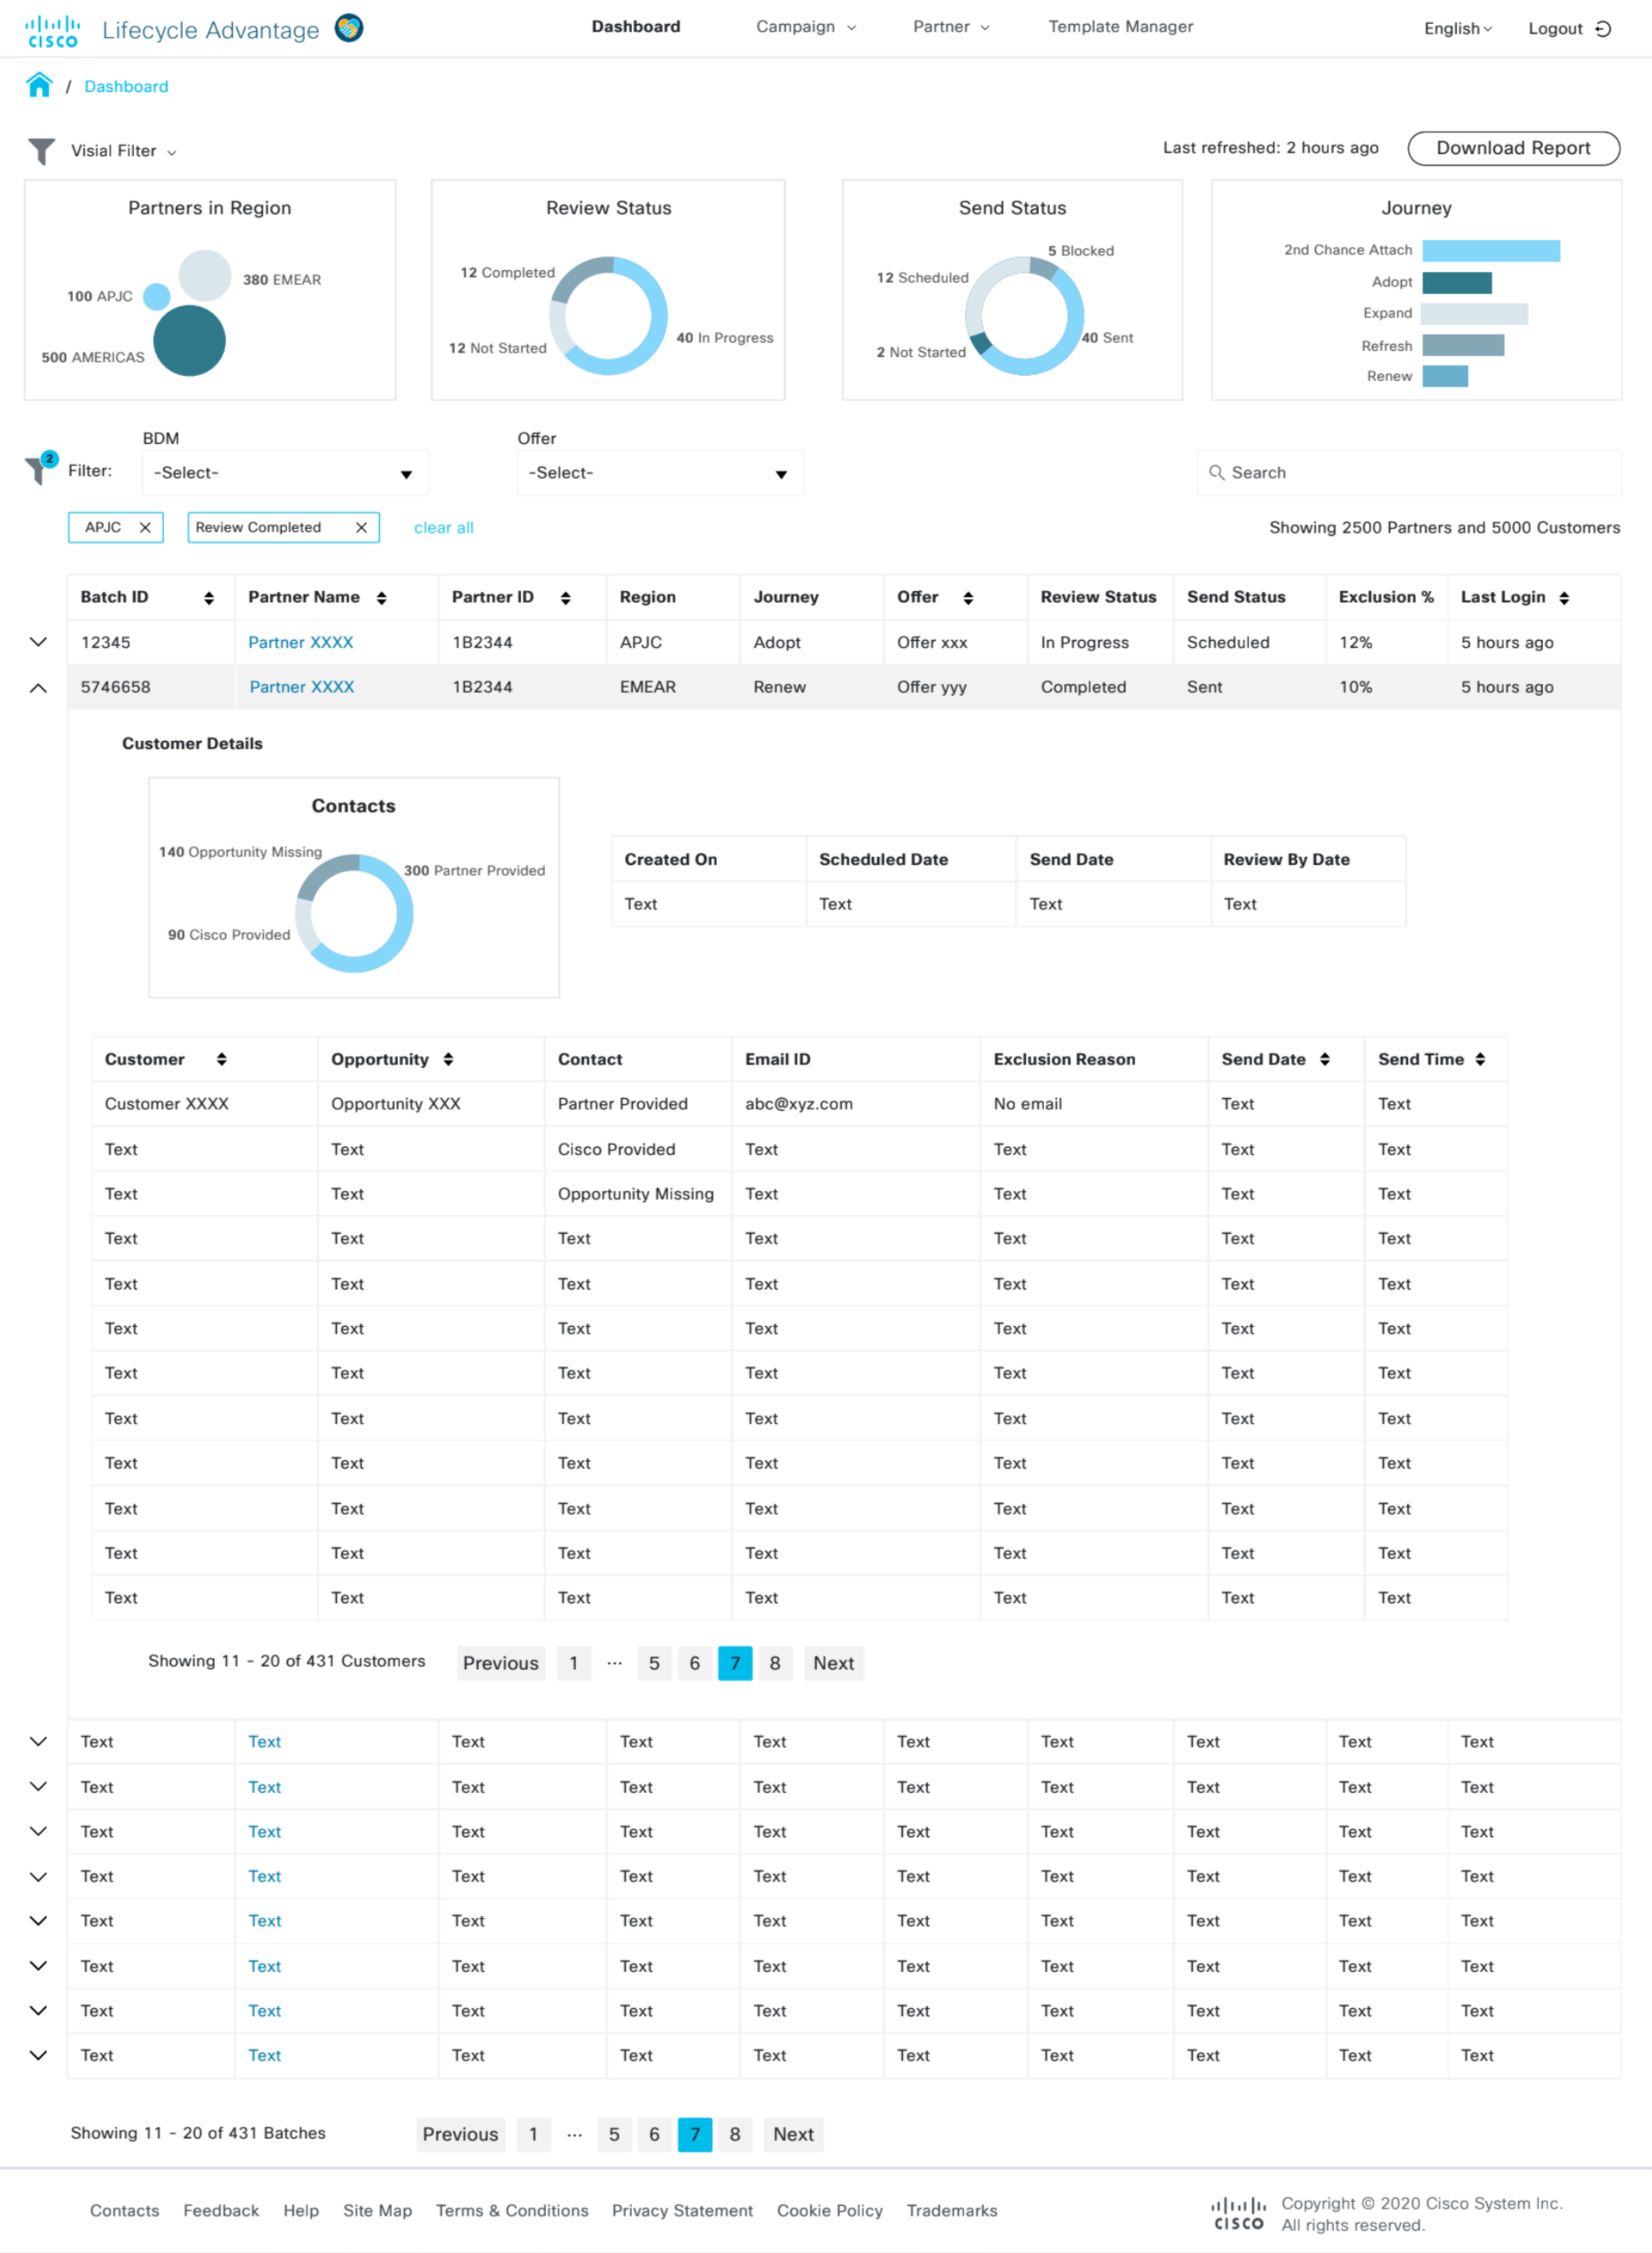 CISCO Lifecycle Advantage Dashboard Campaign Partner Template Manager English Logout
/ Dashboard
Visial Filter Last refreshed: 2 hours ago Download Report
Partners in Region
380 EMEAR
100 APJC
500 AMERICAS
Review Status
12 Completed
40 In Progress
12 Not Started
Send Status
5 Blocked
12 Scheduled
40 Sent
2 Not Started
Journey
2nd Chance Attach
Adopt
Expand
Refresh
Renew
BDM Offer
2 Filter: -Select- -Select- Search
APJC Review Completed clear all Showing 2500 Partners and 5000 Customers
Batch ID Partner Name Partner ID Region Journey Offer Review Status Send Status Exclusion % Last Login
12345 Partner XXXX 1B2344 APJC Adopt Offer xxx In Progress Scheduled 12% 5 hours ago
5746658 Partner XXXX 1B2344 EMEAR Renew Offer yyy Completed Sent 10% 5 hours ago
Customer Details
Contacts
140 Opportunity Missing
300 Partner Provided
90 Cisco Provided
Created On Scheduled Date Send Date Review By Date
Text Text Text Text
Customer Opportunity Contact Email ID Exclusion Reason Send Date Send Time
Customer XXXX Opportunity XXX Partner Provided abc@xyz.com No email Text Text
Text Text Cisco Provided Text Text Text Text
Text Text Opportunity Missing Text Text Text Text
Text Text Text Text Text Text Text
Text Text Text Text Text Text Text
Text Text Text Text Text Text Text
Text Text Text Text Text Text Text
Text Text Text Text Text Text Text
Text Text Text Text Text Text Text
Text Text Text Text Text Text Text
Text Text Text Text Text Text Text
Text Text Text Text Text Text Text
Showing 11 - 20 of 431 Customers Previous 1 ... 5 6 7 8 Next
Text Text Text Text Text Text Text Text Text Text
Text Text Text Text Text Text Text Text Text Text
Text Text Text Text Text Text Text Text Text Text
Text Text Text Text Text Text Text Text Text Text
Text Text Text Text Text Text Text Text Text Text
Text Text Text Text Text Text Text Text Text Text
Text Text Text Text Text Text Text Text Text Text
Text Text Text Text Text Text Text Text Text Text
Showing 11 - 20 of 431 Batches Previous 1 ... 5 6 7 8 Next
Contacts Feedback Help Site Map Terms & Conditions Privacy Statement Cookie Policy Trademarks
CISCO Copyright © 2020 Cisco System Inc.
All rights reserved.